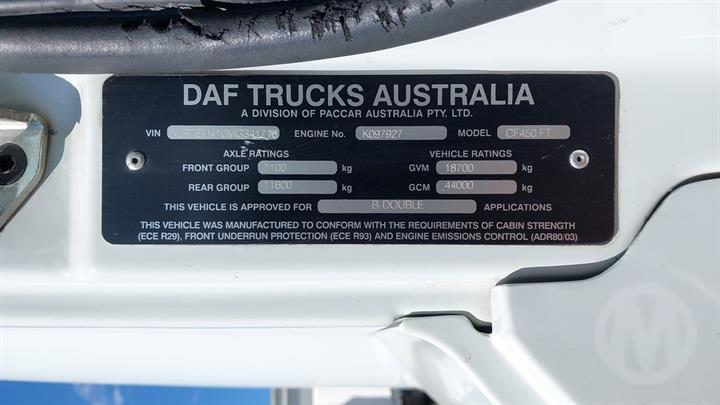 DAF TRUCKS AUSTRALIA
A DIVISION OF PACCAR AUSTRALIA PTY. LTD.
VIN ENGINE No. K097927 MODEL CF450 FT
AXLE RATINGS VEHICLE RATINGS
FRONT GROUP 7100 kg GVM 18700 kg
REAR GROUP 11600 kg GCM 44000 kg
THIS VEHICLE IS APPROVED FOR B-DOUBLE APPLICATIONS
THIS VEHICLE WAS MANUFACTURED TO CONFORM WITH THE REQUIREMENTS OF CABIN STRENGTH
(ECE R29), FRONT UNDERRUN PROTECTION (ECE R93) AND ENGINE EMISSIONS CONTROL (ADR80/03)
M